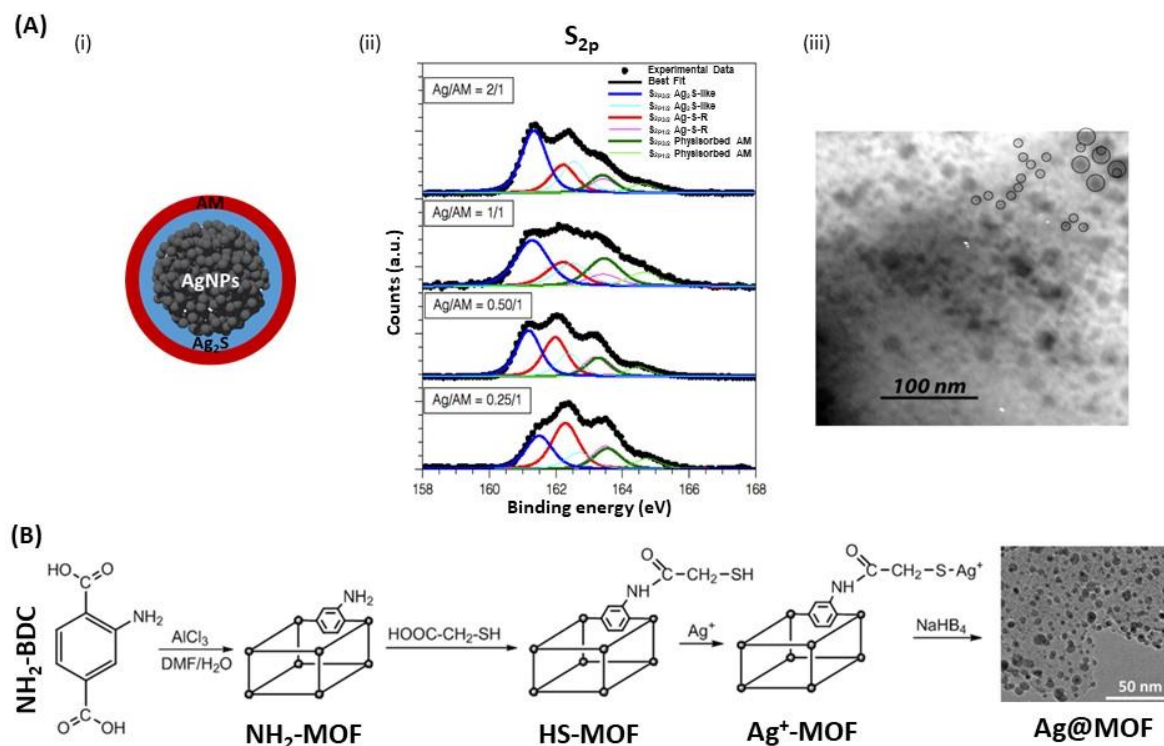 (A)
(i)
AM
AgNPs
Ag₂S
(ii)
S₂ₚ
Experimental Data
Best Fit
S₂ₚ₃/₂ Ag₂S-like
S₂ₚ₁/₂ Ag₂S-like
S₂ₚ₃/₂ Ag-S-R
S₂ₚ₁/₂ Ag-S-R
S₂ₚ₃/₂ Physisorbed AM
S₂ₚ₁/₂ Physisorbed AM
Ag/AM = 2/1
Ag/AM = 1/1
Ag/AM = 0.50/1
Ag/AM = 0.25/1
Counts (a.u.)
158 160 162 164 166 168
Binding energy (eV)
(iii)
100 nm
(B)
NH₂-BDC
HO
O
NH₂
O
OH
AlCl₃
DMF/H₂O
NH₂
NH₂-MOF
HOOC-CH₂-SH
O
CH₂-SH
NH
HS-MOF
Ag⁺
O
CH₂-S-Ag⁺
NH
Ag⁺-MOF
NaHB₄
50 nm
Ag@MOF